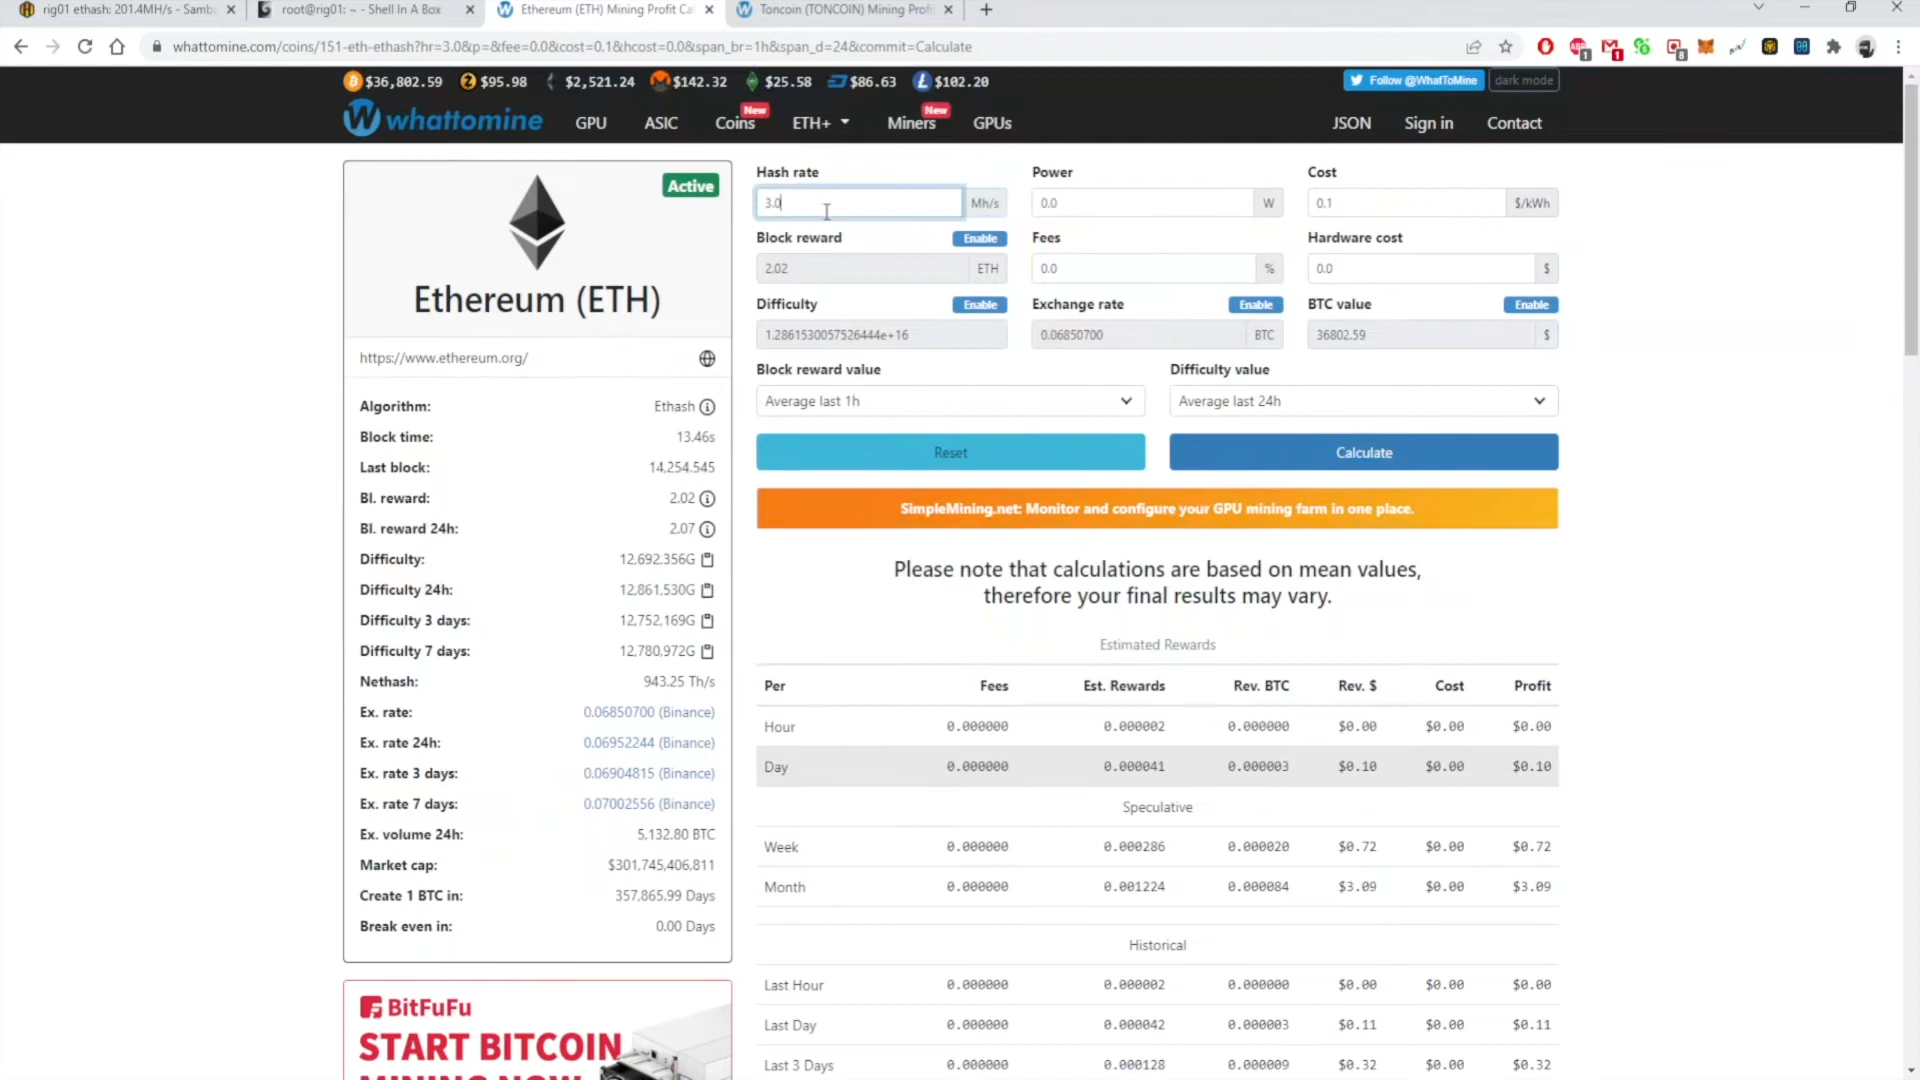 rig01 ethash: 201.4MH/s - Samb
root@rig01: ~ - Shell In A Box
Ethereum (ETH) Mining Profit Cal
Toncoin (TONCOIN) Mining Profi
whattomine.com/coins/151-eth-ethash?hr=3.0&p=&fee=0.0&cost=0.1&hcost=0.0&span_br=1h&span_d=24&commit=Calculate
$36,802.59 $95.98 $2,521.24 $142.32 $25.58 $86.63 $102.20
Follow @WhatToMine
dark mode
whattomine
GPU
ASIC
Coins New
ETH+
Miners New
GPUs
JSON
Sign in
Contact
Active
Ethereum (ETH)
https://www.ethereum.org/
Algorithm: Ethash
Block time: 13.46s
Last block: 14,254,545
Bl. reward: 2.02
Bl. reward 24h: 2.07
Difficulty: 12,692,356G
Difficulty 24h: 12,861,530G
Difficulty 3 days: 12,752,169G
Difficulty 7 days: 12,780,972G
Nethash: 943.25 Th/s
Ex. rate: 0.06850700 (Binance)
Ex. rate 24h: 0.06952244 (Binance)
Ex. rate 3 days: 0.06904815 (Binance)
Ex. rate 7 days: 0.07002556 (Binance)
Ex. volume 24h: 5,132.80 BTC
Market cap: $301,745,406,811
Create 1 BTC in: 357,865.99 Days
Break even in: 0.00 Days
BitFuFu
START BITCOIN
MINING NOW
Hash rate
3.0 Mh/s
Power
0.0 W
Cost
0.1 $/kWh
Block reward Enable
2.02 ETH
Fees
0.0 %
Hardware cost
0.0 $
Difficulty Enable
1.2861530057526444e+16
Exchange rate Enable
0.06850700 BTC
BTC value Enable
36802.59 $
Block reward value
Average last 1h
Difficulty value
Average last 24h
Reset
Calculate
SimpleMining.net: Monitor and configure your GPU mining farm in one place.
Please note that calculations are based on mean values,
therefore your final results may vary.
Estimated Rewards
Per Fees Est. Rewards Rev. BTC Rev. $ Cost Profit
Hour 0.000000 0.000002 0.000000 $0.00 $0.00 $0.00
Day 0.000000 0.000041 0.000003 $0.10 $0.00 $0.10
Speculative
Week 0.000000 0.000286 0.000020 $0.72 $0.00 $0.72
Month 0.000000 0.001224 0.000084 $3.09 $0.00 $3.09
Historical
Last Hour 0.000000 0.000002 0.000000 $0.00 $0.00 $0.00
Last Day 0.000000 0.000042 0.000003 $0.11 $0.00 $0.11
Last 3 Days 0.000000 0.000128 0.000009 $0.32 $0.00 $0.32